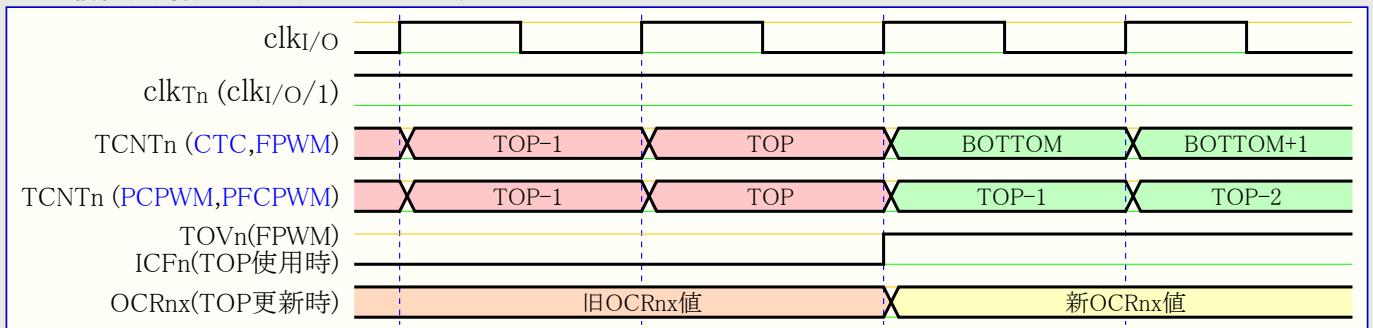 clkI/O
clkTn (clkI/O/1)
TCNTn (CTC,FPWM) TOP-1 TOP BOTTOM BOTTOM+1
TCNTn (PCPWM,PFCPWM) TOP-1 TOP TOP-1 TOP-2
TOVn(FPWM)
ICFn(TOP使用時)
OCRnx(TOP更新時) 旧OCRnx値 新OCRnx値